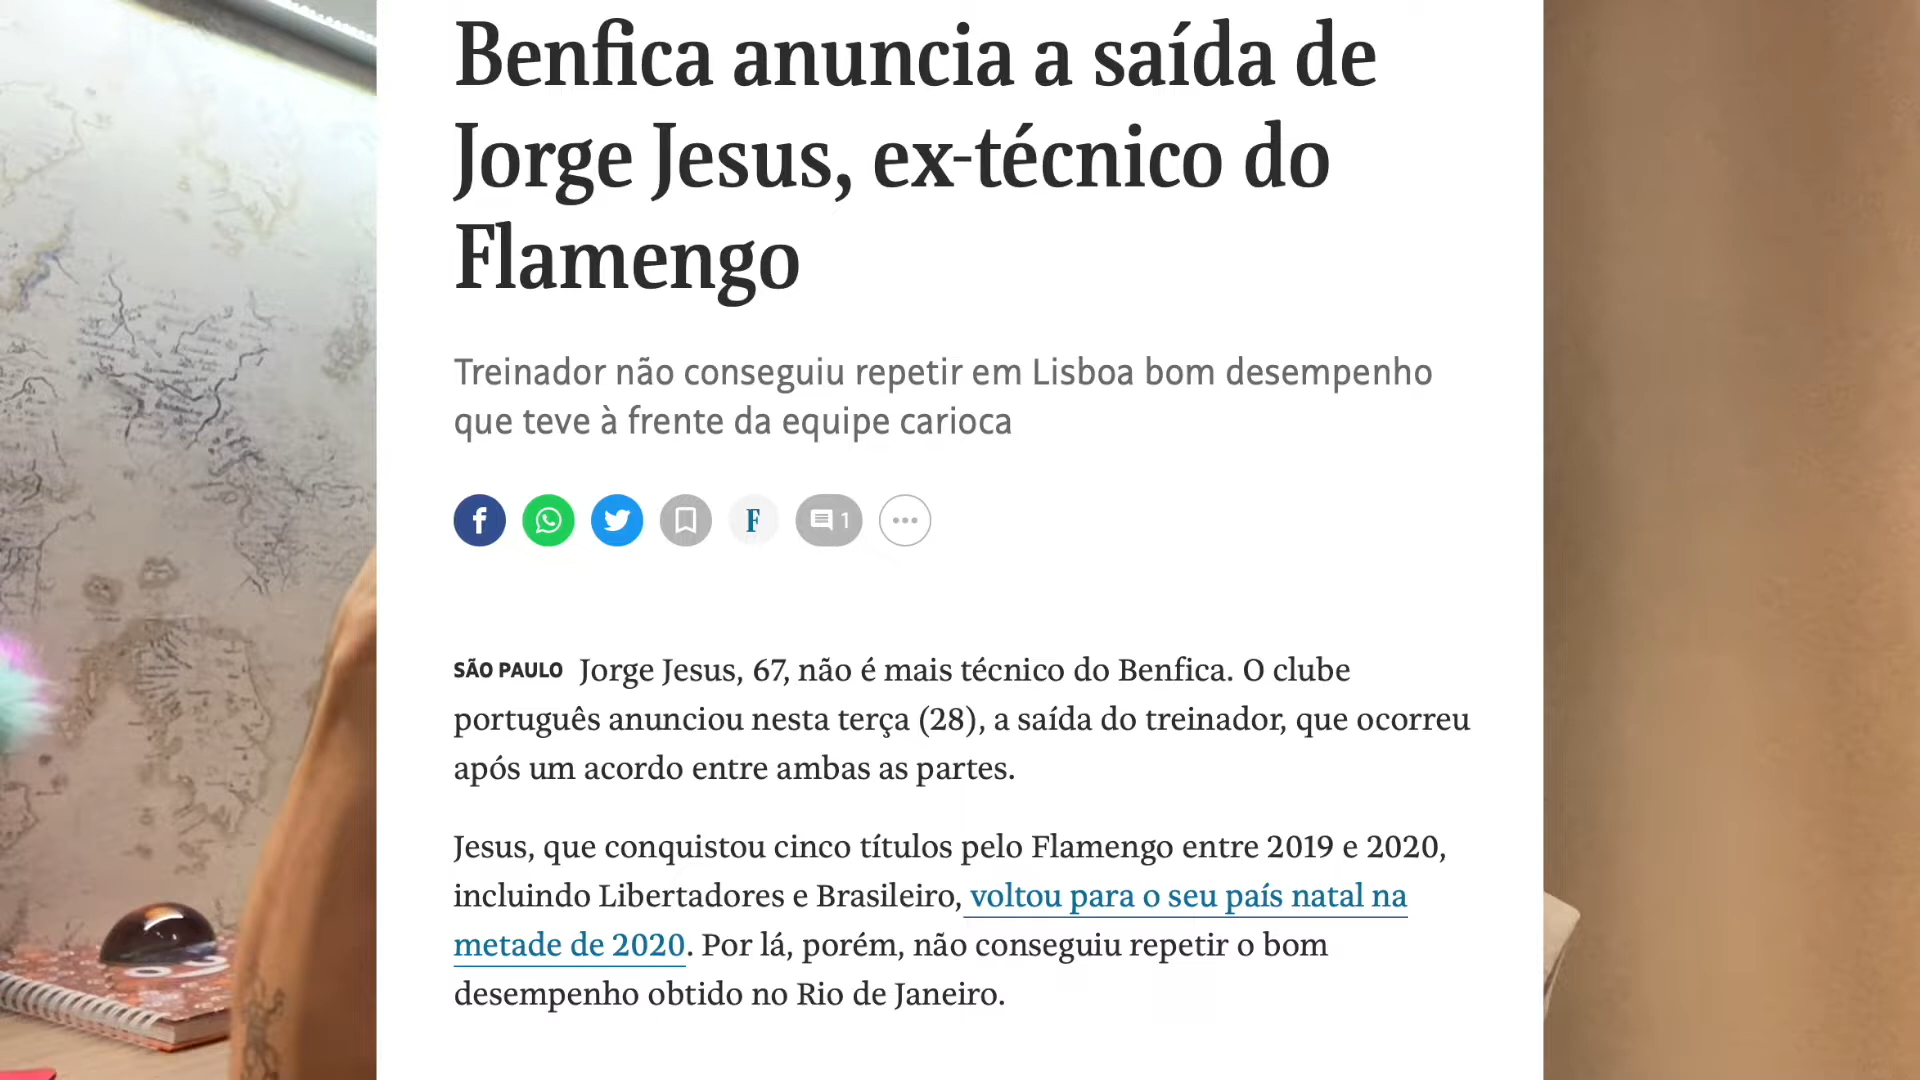 Benfica anuncia a saída de
Jorge Jesus, ex-técnico do
Flamengo
Treinador não conseguiu repetir em Lisboa bom desempenho
que teve à frente da equipe carioca
f
F
1
SÃO PAULO Jorge Jesus, 67, não é mais técnico do Benfica. O clube
português anunciou nesta terça (28), a saída do treinador, que ocorreu
após um acordo entre ambas as partes.
Jesus, que conquistou cinco títulos pelo Flamengo entre 2019 e 2020,
incluindo Libertadores e Brasileiro, voltou para o seu país natal na
metade de 2020. Por lá, porém, não conseguiu repetir o bom
desempenho obtido no Rio de Janeiro.